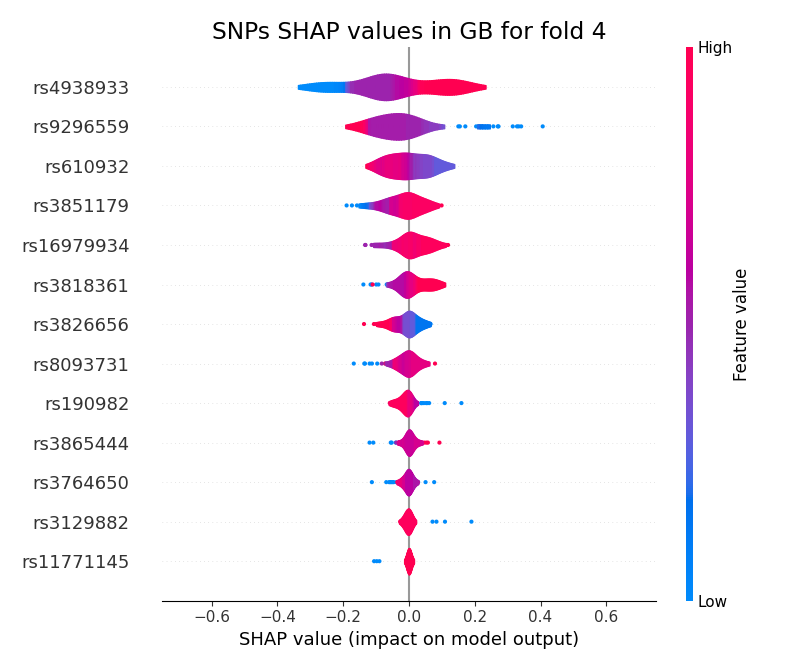 SNPs SHAP values in GB for fold 4
High
rs4938933
rs9296559
rs610932
rs3851179
rs16979934
rs3818361
rs3826656
rs8093731
rs190982
rs3865444
rs3764650
rs3129882
rs11771145
Feature value
Low
−0.6 −0.4 −0.2 0.0 0.2 0.4 0.6
SHAP value (impact on model output)